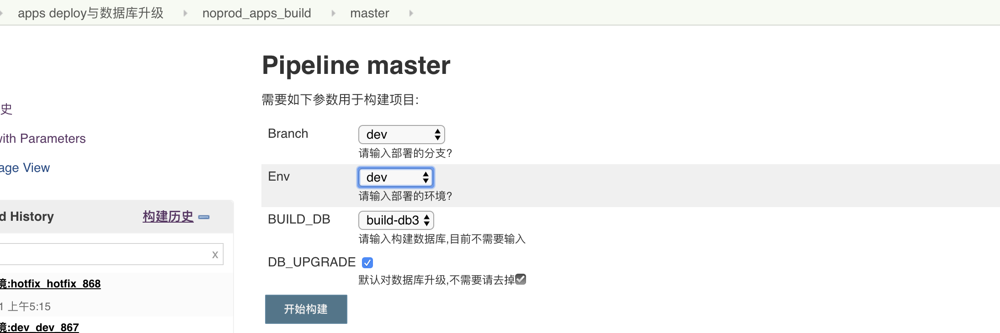 apps deploy与数据库升级 noprod_apps_build master
Pipeline master
需要如下参数用于构建项目:
史
with Parameters
age View
Branch dev
请输入部署的分支?
Env dev
请输入部署的环境?
BUILD_DB build-db3
请输入构建数据库,目前不需要输入
DB_UPGRADE
默认对数据库升级,不需要请去掉
开始构建
d History 构建历史
x
境:hotfix_hotfix_868
1 上午5:15
境:dev_dev_867